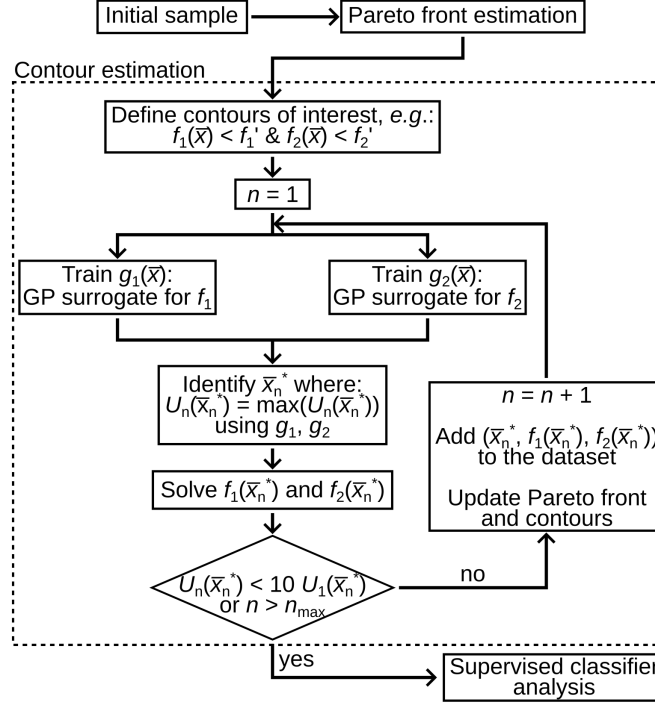 Initial sample
Pareto front estimation
Contour estimation
Define contours of interest, e.g.:
f₁(x̅) < f₁' & f₂(x̅) < f₂'
n = 1
Train g₁(x̅):
GP surrogate for f₁
Train g₂(x̅):
GP surrogate for f₂
Identify x̅ₙ* where:
Uₙ(x̅ₙ*) = max(Uₙ(x̅ₙ*))
using g₁, g₂
Solve f₁(x̅ₙ*) and f₂(x̅ₙ*)
Uₙ(x̅ₙ*) < 10 U₁(x̅ₙ*)
or n > nₘₐₓ
no
n = n + 1
Add (x̅ₙ*, f₁(x̅ₙ*), f₂(x̅ₙ*))
to the dataset
Update Pareto front
and contours
yes
Supervised classifier
analysis